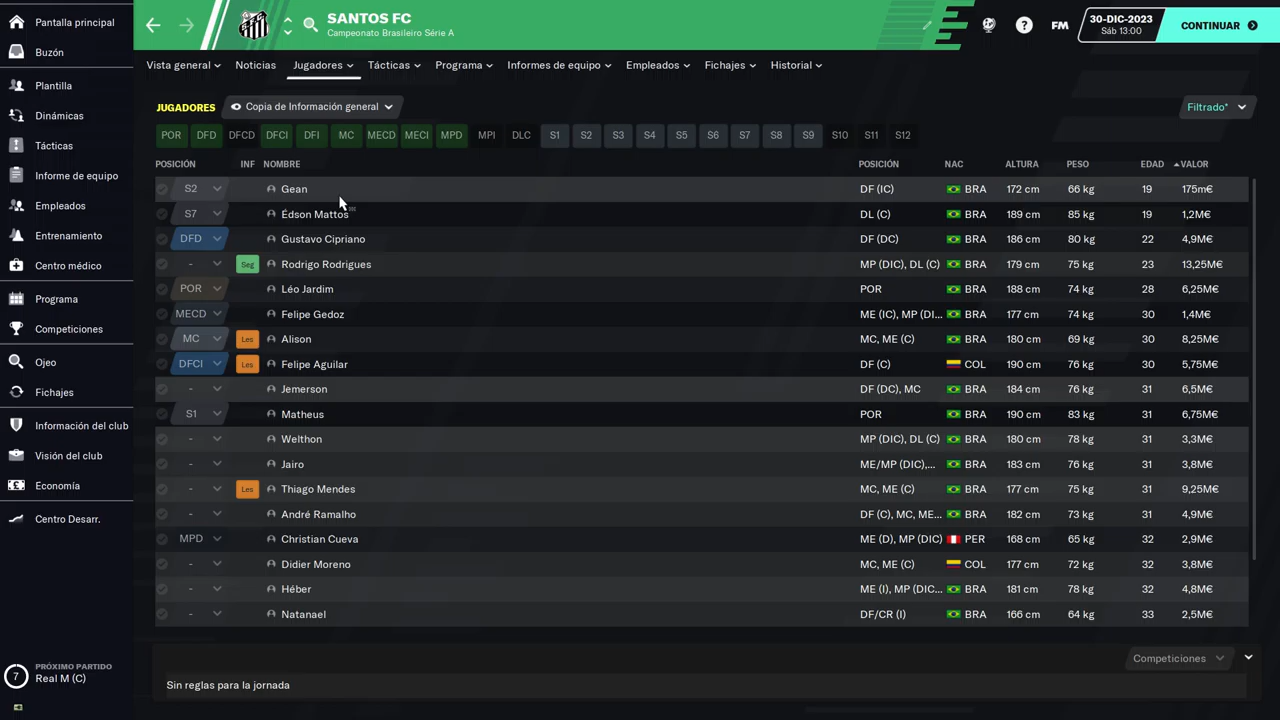 Pantalla principal
Buzón
Plantilla
Dinámicas
Tácticas
Informe de equipo
Empleados
Entrenamiento
Centro médico
Programa
Competiciones
Ojeo
Fichajes
Información del club
Visión del club
Economía
Centro Desarr.
7 PRÓXIMO PARTIDO
Real M (C)
SANTOS FC
Campeonato Brasileiro Série A
FM
30-DIC-2023
Sáb 13:00
CONTINUAR
Vista general Noticias Jugadores Tácticas Programa Informes de equipo Empleados Fichajes Historial
JUGADORES Copia de Información general Filtrado*
POR DFD DFCD DFCI DFI MC MECD MECI MPD MPI DLC S1 S2 S3 S4 S5 S6 S7 S8 S9 S10 S11 S12
POSICIÓN INF NOMBRE POSICIÓN NAC ALTURA PESO EDAD VALOR
S2 Gean DF (IC) BRA 172 cm 66 kg 19 175m€
S7 Édson Mattos DL (C) BRA 189 cm 85 kg 19 1,2M€
DFD Gustavo Cipriano DF (DC) BRA 186 cm 80 kg 22 4,9M€
- Seg Rodrigo Rodrigues MP (DIC), DL (C) BRA 179 cm 75 kg 23 13,25M€
POR Léo Jardim POR BRA 188 cm 74 kg 28 6,25M€
MECD Felipe Gedoz ME (IC), MP (DI... BRA 177 cm 74 kg 30 1,4M€
MC Les Alison MC, ME (C) BRA 180 cm 69 kg 30 8,25M€
DFCI Les Felipe Aguilar DF (C) COL 190 cm 76 kg 30 5,75M€
- Jemerson DF (DC), MC BRA 184 cm 76 kg 31 6,5M€
S1 Matheus POR BRA 190 cm 83 kg 31 6,75M€
- Welthon MP (DIC), DL (C) BRA 180 cm 78 kg 31 3,3M€
- Jairo ME/MP (DIC),... BRA 183 cm 76 kg 31 3,8M€
- Les Thiago Mendes MC, ME (C) BRA 177 cm 75 kg 31 9,25M€
- André Ramalho DF (C), MC, ME... BRA 182 cm 73 kg 31 4,9M€
MPD Christian Cueva ME (D), MP (DIC) PER 168 cm 65 kg 32 2,9M€
- Didier Moreno MC, ME (C) COL 177 cm 72 kg 32 3,8M€
- Héber ME (I), MP (DIC... BRA 181 cm 78 kg 32 4,8M€
- Natanael DF/CR (I) BRA 166 cm 64 kg 33 2,5M€
Competiciones
Sin reglas para la jornada